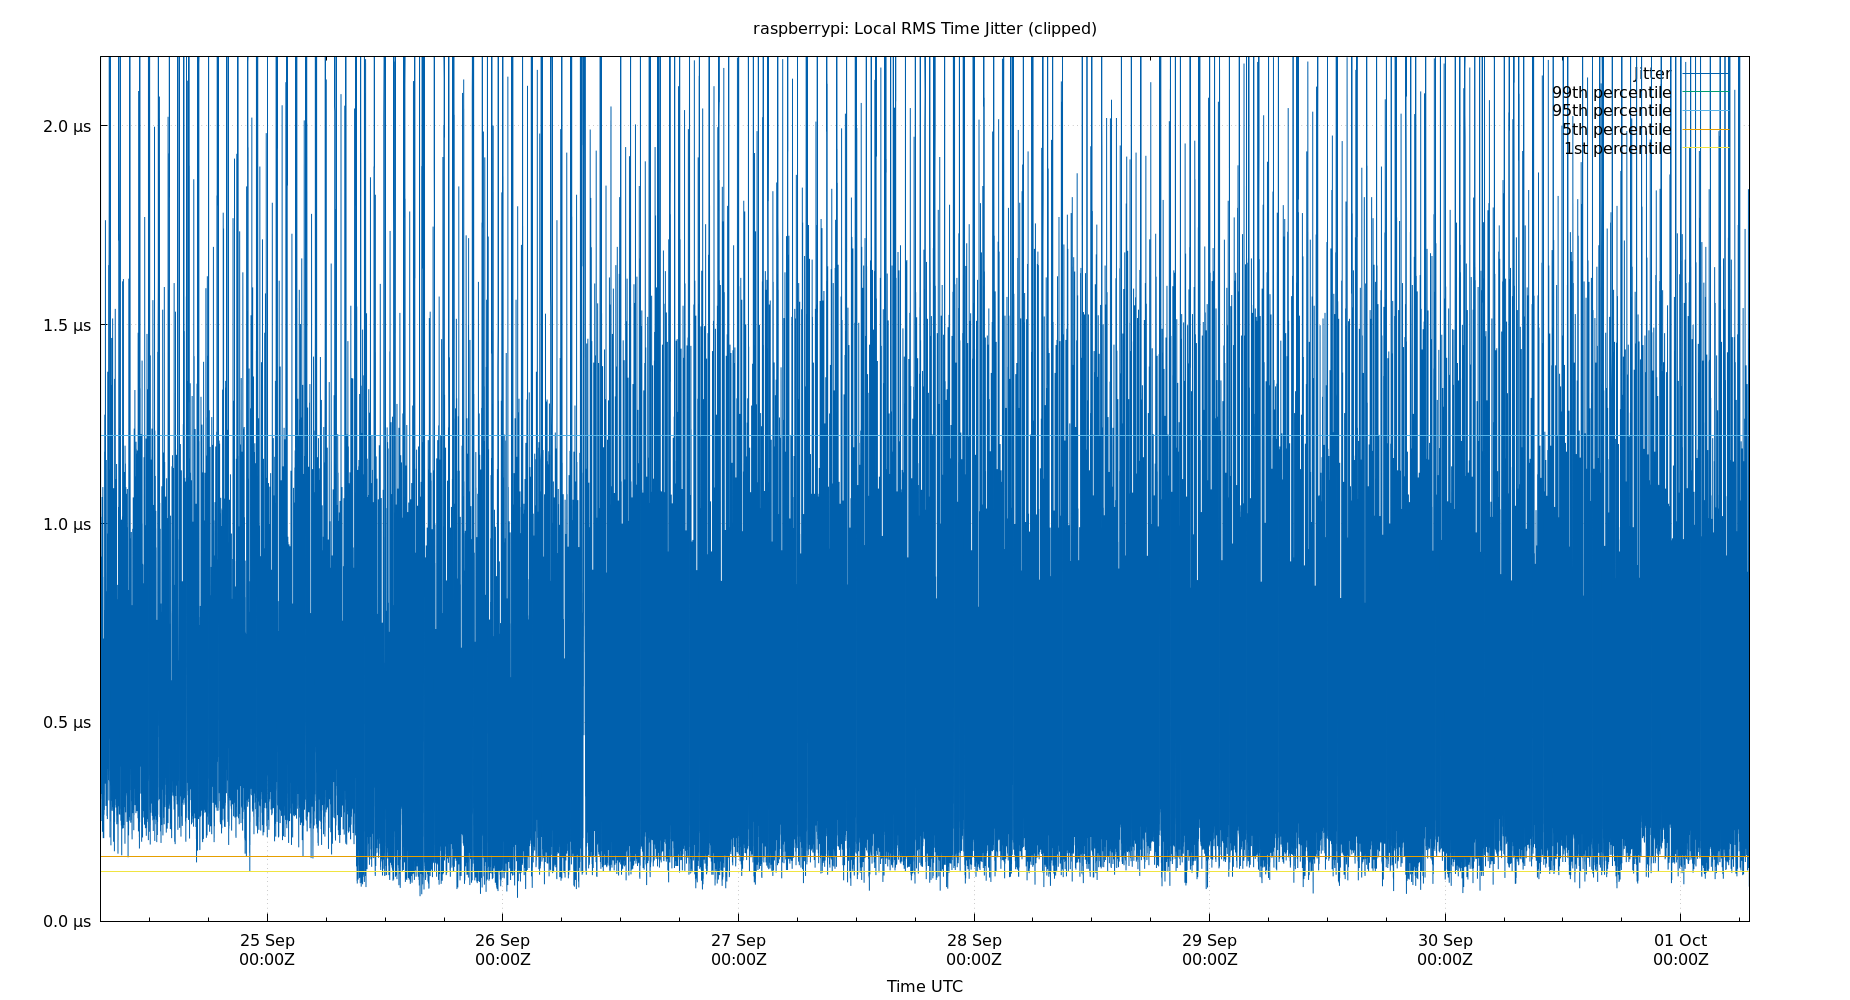 raspberrypi: Local RMS Time Jitter (clipped)
jitter
99th percentile
95th percentile
5th percentile
1st percentile
2.0 µs
1.5 µs
1.0 µs
0.5 µs
0.0 µs
25 Sep 26 Sep 27 Sep 28 Sep 29 Sep 30 Sep 01 Oct
00:00Z 00:00Z 00:00Z 00:00Z 00:00Z 00:00Z 00:00Z
Time UTC